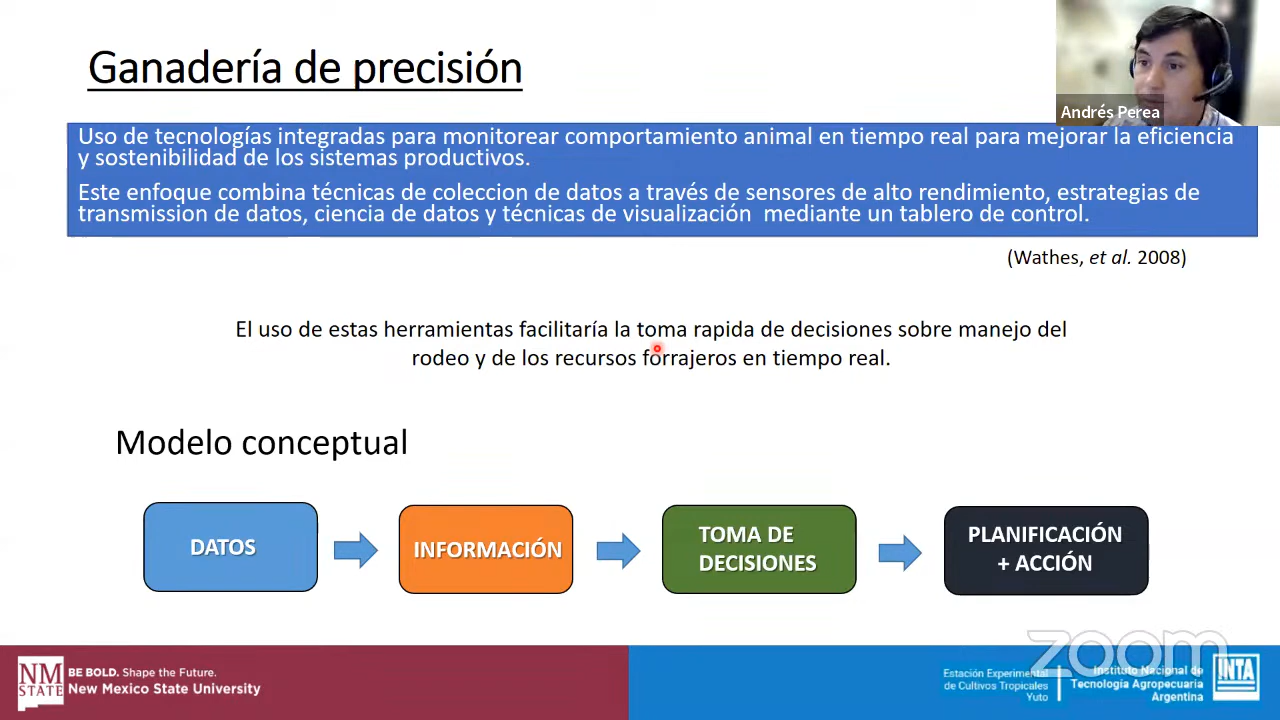 Ganadería de precisión
Andrés Perea
Uso de tecnologías integradas para monitorear comportamiento animal en tiempo real para mejorar la eficiencia
y sostenibilidad de los sistemas productivos.
Este enfoque combina técnicas de coleccion de datos a través de sensores de alto rendimiento, estrategias de
transmission de datos, ciencia de datos y técnicas de visualización mediante un tablero de control.
(Wathes, et al. 2008)
El uso de estas herramientas facilitaría la toma rapida de decisiones sobre manejo del
rodeo y de los recursos forrajeros en tiempo real.
Modelo conceptual
DATOS
INFORMACIÓN
TOMA DE
DECISIONES
PLANIFICACIÓN
+ ACCIÓN
NM
STATE
BE BOLD. Shape the Future.
New Mexico State University
Estación Experimental
de Cultivos Tropicales
Yuto
Instituto Nacional de
Tecnología Agropecuaria
Argentina
INTA
zoom